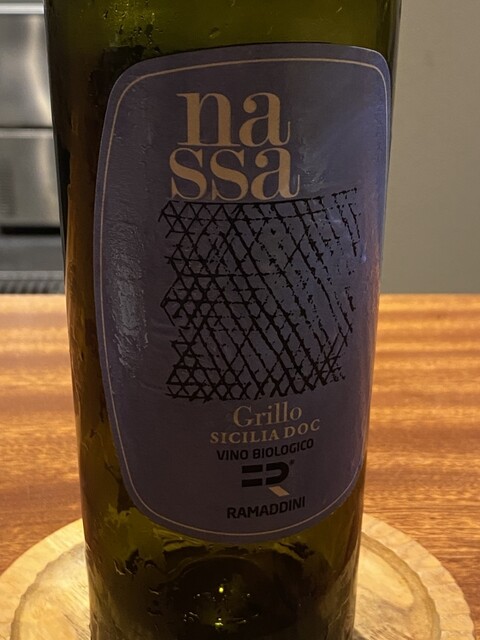 na
ssa
Grillo
SICILIA DOC
VINO BIOLOGICO
RAMADDINI